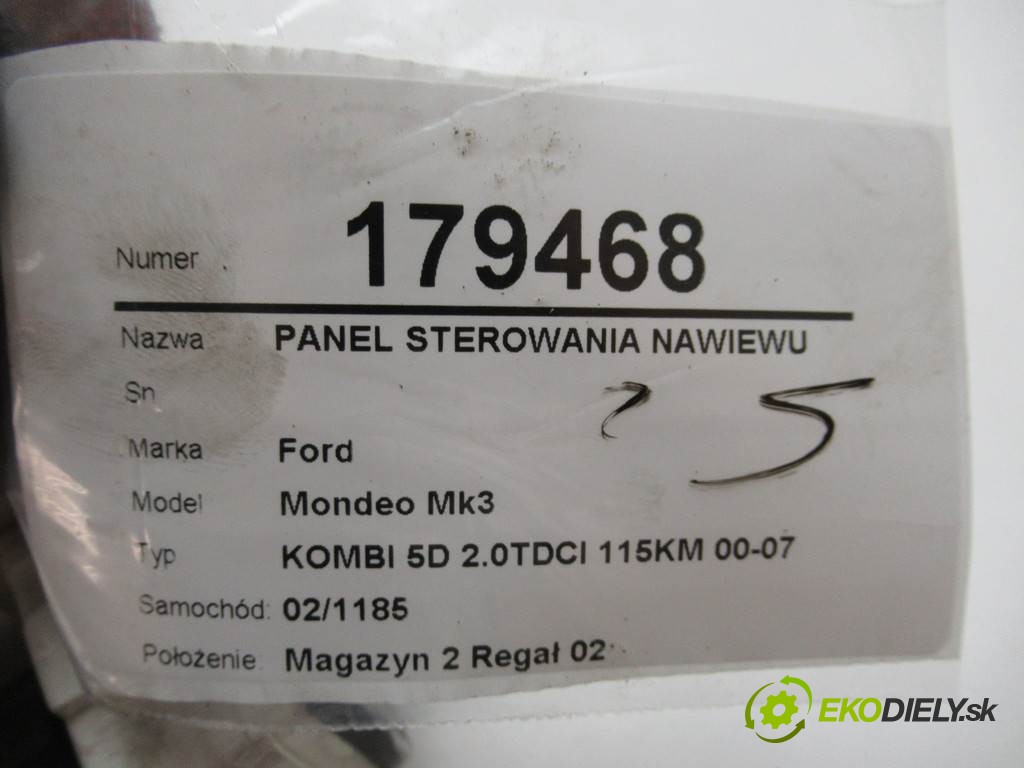 Numer 179468
Nazwa PANEL STEROWANIA NAWIEWU
Sn
Marka Ford
Model Mondeo Mk3
Typ KOMBI 5D 2.0TDCI 115KM 00-07
Samochód: 02/1185
Położenie: Magazyn 2 Regał 02
EKODIELY.sk